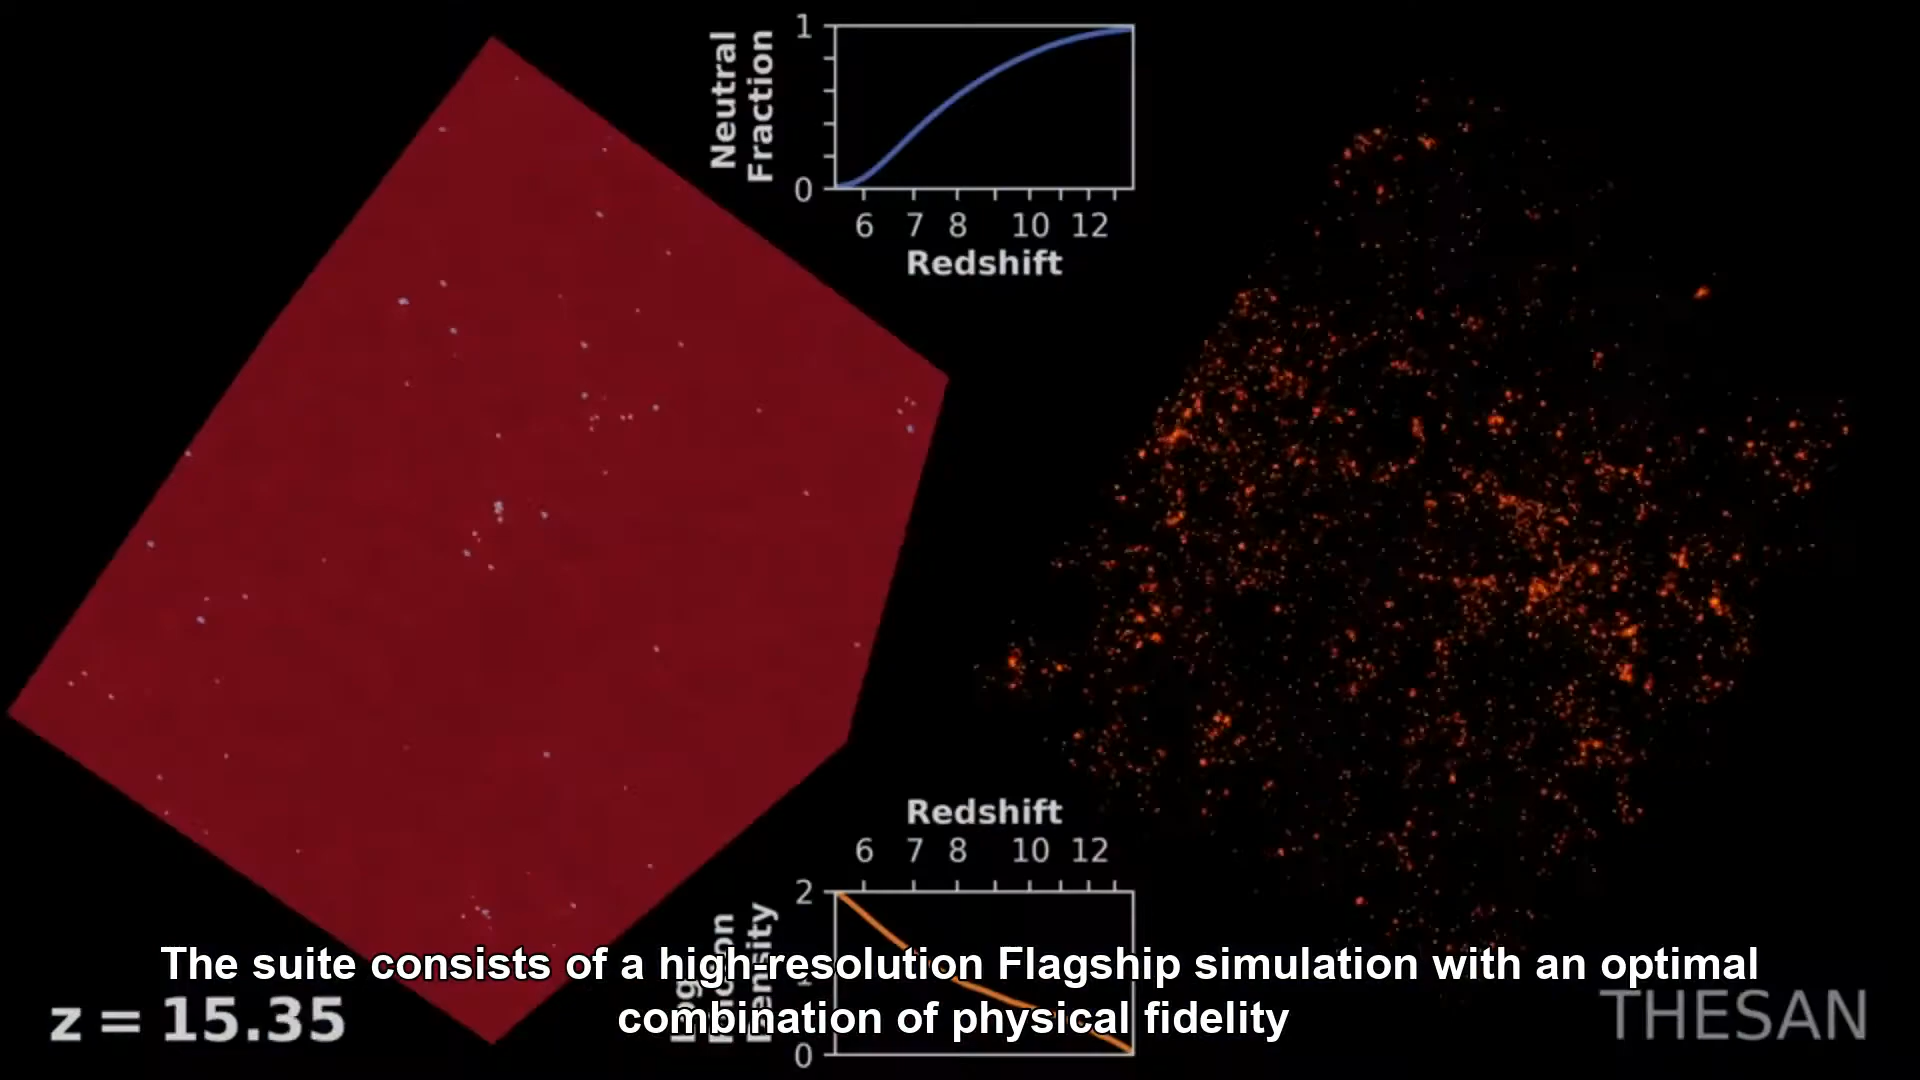 Neutral
Fraction
1
0
6 7 8 10 12
Redshift
Redshift
6 7 8 10 12
2
0
The suite consists of a high-resolution Flagship simulation with an optimal
combination of physical fidelity
z = 15.35
THESAN